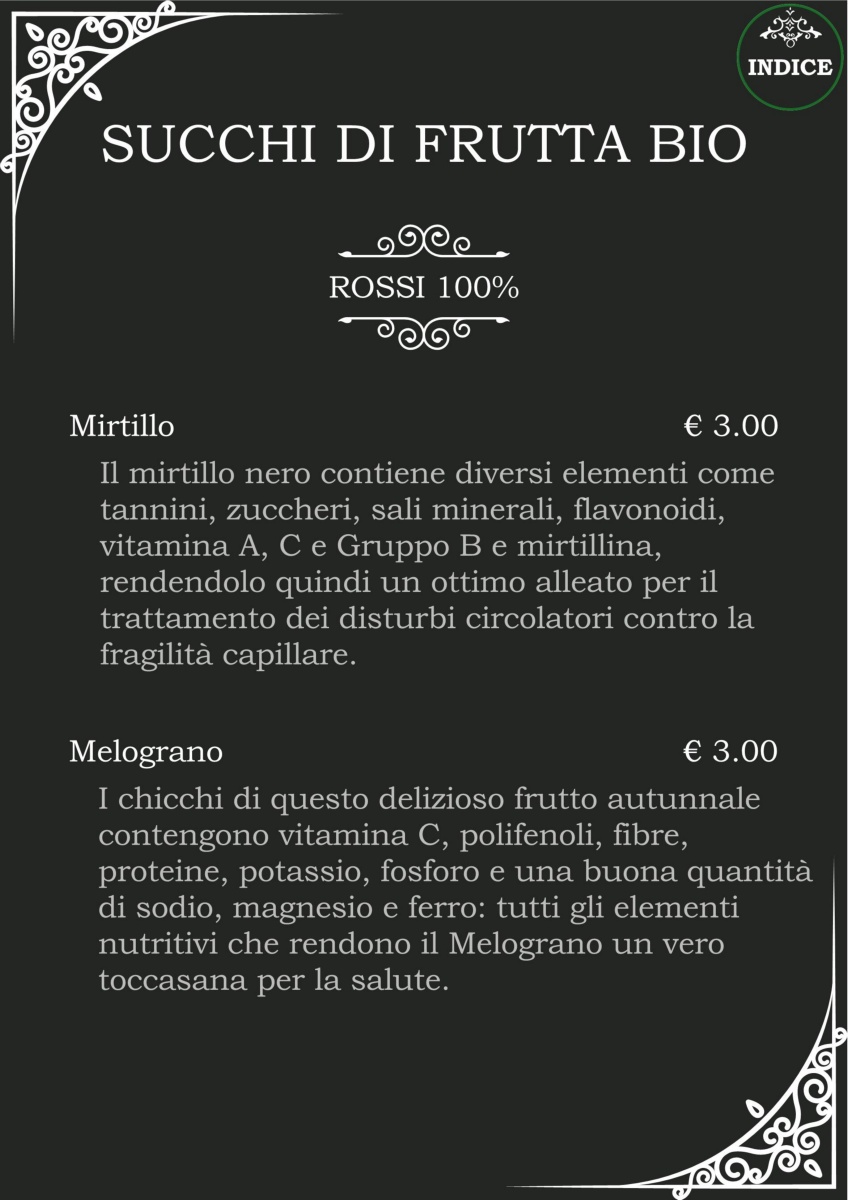 INDICE
SUCCHI DI FRUTTA BIO
ROSSI 100%
Mirtillo € 3.00
Il mirtillo nero contiene diversi elementi come
tannini, zuccheri, sali minerali, flavonoidi,
vitamina A, C e Gruppo B e mirtillina,
rendendolo quindi un ottimo alleato per il
trattamento dei disturbi circolatori contro la
fragilità capillare.
Melograno € 3.00
I chicchi di questo delizioso frutto autunnale
contengono vitamina C, polifenoli, fibre,
proteine, potassio, fosforo e una buona quantità
di sodio, magnesio e ferro: tutti gli elementi
nutritivi che rendono il Melograno un vero
toccasana per la salute.